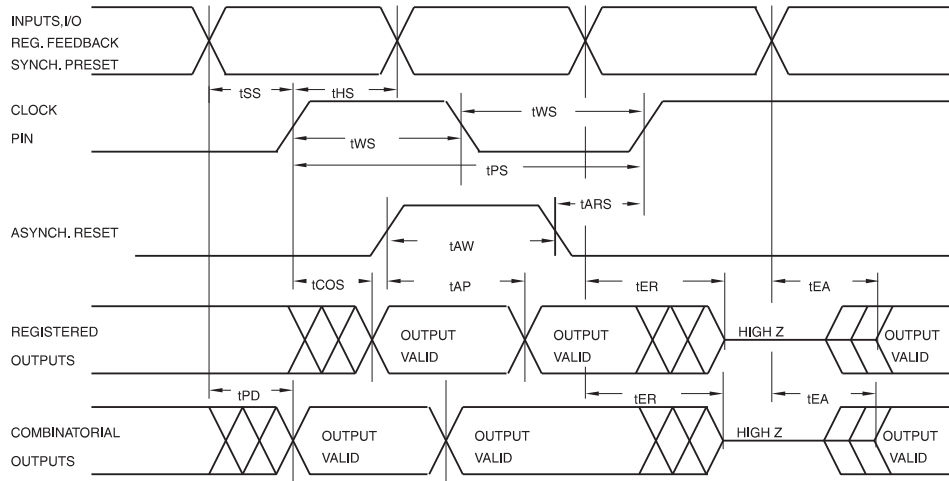 INPUTS,I/O
REG. FEEDBACK
SYNCH. PRESET
tSS
tHS
CLOCK
PIN
tWS
tWS
tPS
tARS
ASYNCH. RESET
tAW
tCOS
tAP
tER
tEA
REGISTERED
OUTPUTS
OUTPUT
VALID
OUTPUT
VALID
HIGH Z
OUTPUT
VALID
tPD
tER
tEA
COMBINATORIAL
OUTPUTS
OUTPUT
VALID
OUTPUT
VALID
HIGH Z
OUTPUT
VALID